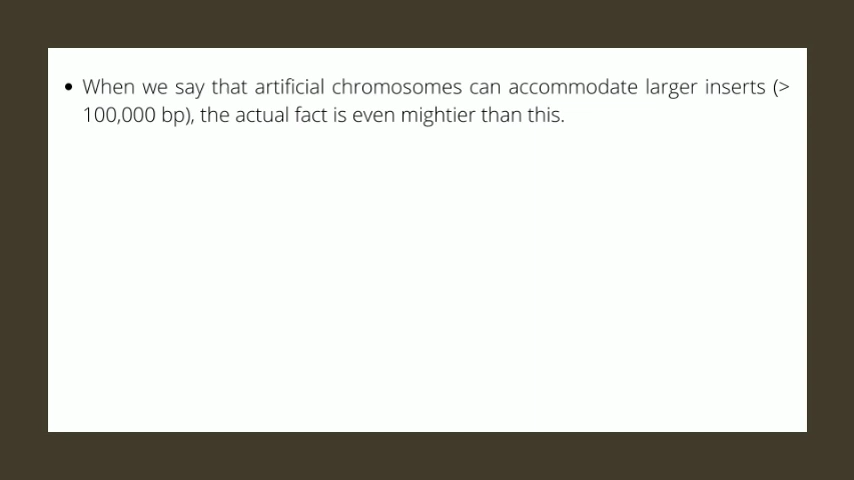 • When we say that artificial chromosomes can accommodate larger inserts (>
100,000 bp), the actual fact is even mightier than this.